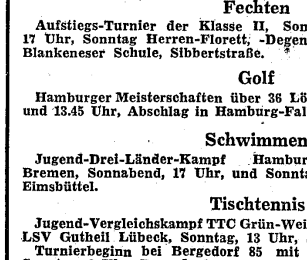 Fechten
Aufstiegs-Turnier der Klasse II, Son
17 Uhr, Sonntag Herren-Florett, -Degen
Blankeneser Schule, Sibbertstraße.
Golf
Hamburger Meisterschaften über 36 Lö
und 13.45 Uhr, Abschlag in Hamburg-Fal
Schwimmen
Jugend-Drei-Länder-Kampf Hambur
Bremen, Sonnabend, 17 Uhr, und Sonnta
Eimsbüttel.
Tischtennis
Jugend-Vergleichskampf TTC Grün-Wei
LSV Gutheil Lübeck, Sonntag, 13 Uhr,
Turnierbeginn bei Bergedorf 85 mit